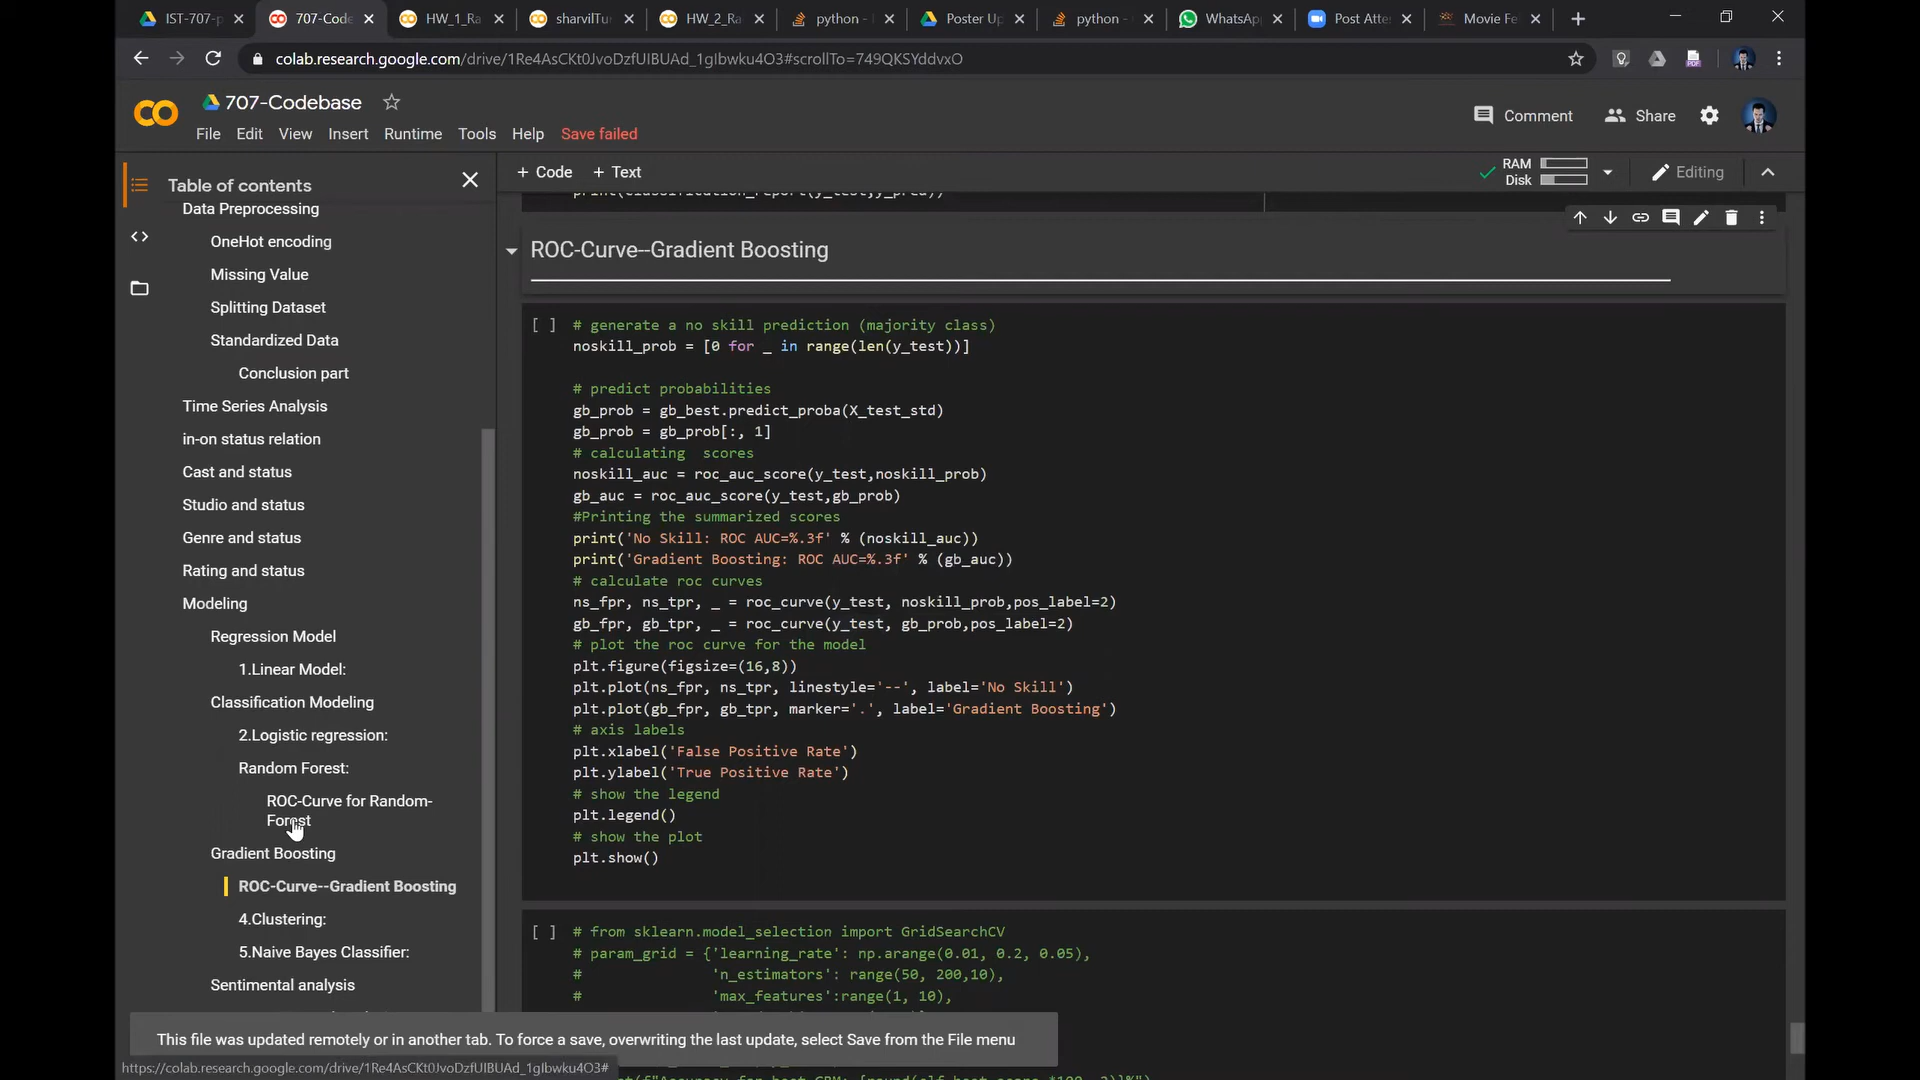 IST-707-p
707-Code
HW_1_Ra
sharvilTu
HW_2_Ra
python -
Poster Up
python -
WhatsApp
Post Atte
Movie Fe
colab.research.google.com/drive/1Re4AsCKt0JvoDzfUIBUAd_1gIbwku4O3#scrollTo=749QKSYddvxO
707-Codebase
File Edit View Insert Runtime Tools Help Save failed
Comment
Share
+ Code + Text
RAM
Disk
Editing
Table of contents
Data Preprocessing
OneHot encoding
Missing Value
Splitting Dataset
Standardized Data
Conclusion part
Time Series Analysis
in-on status relation
Cast and status
Studio and status
Genre and status
Rating and status
Modeling
Regression Model
1.Linear Model:
Classification Modeling
2.Logistic regression:
Random Forest:
ROC-Curve for Random-
Forest
Gradient Boosting
ROC-Curve--Gradient Boosting
4.Clustering:
5.Naive Bayes Classifier:
Sentimental analysis
print(classification_report(y_test,y_pred))
ROC-Curve--Gradient Boosting
[ ] # generate a no skill prediction (majority class)
noskill_prob = [0 for _ in range(len(y_test))]
# predict probabilities
gb_prob = gb_best.predict_proba(X_test_std)
gb_prob = gb_prob[:, 1]
# calculating  scores
noskill_auc = roc_auc_score(y_test,noskill_prob)
gb_auc = roc_auc_score(y_test,gb_prob)
#Printing the summarized scores
print('No Skill: ROC AUC=%.3f' % (noskill_auc))
print('Gradient Boosting: ROC AUC=%.3f' % (gb_auc))
# calculate roc curves
ns_fpr, ns_tpr, _ = roc_curve(y_test, noskill_prob,pos_label=2)
gb_fpr, gb_tpr, _ = roc_curve(y_test, gb_prob,pos_label=2)
# plot the roc curve for the model
plt.figure(figsize=(16,8))
plt.plot(ns_fpr, ns_tpr, linestyle='--', label='No Skill')
plt.plot(gb_fpr, gb_tpr, marker='.', label='Gradient Boosting')
# axis labels
plt.xlabel('False Positive Rate')
plt.ylabel('True Positive Rate')
# show the legend
plt.legend()
# show the plot
plt.show()
[ ] # from sklearn.model_selection import GridSearchCV
# param_grid = {'learning_rate': np.arange(0.01, 0.2, 0.05),
# 'n_estimators': range(50, 200,10),
# 'max_features':range(1, 10),
This file was updated remotely or in another tab. To force a save, overwriting the last update, select Save from the File menu
https://colab.research.google.com/drive/1Re4AsCKt0JvoDzfUIBUAd_1gIbwku4O3#